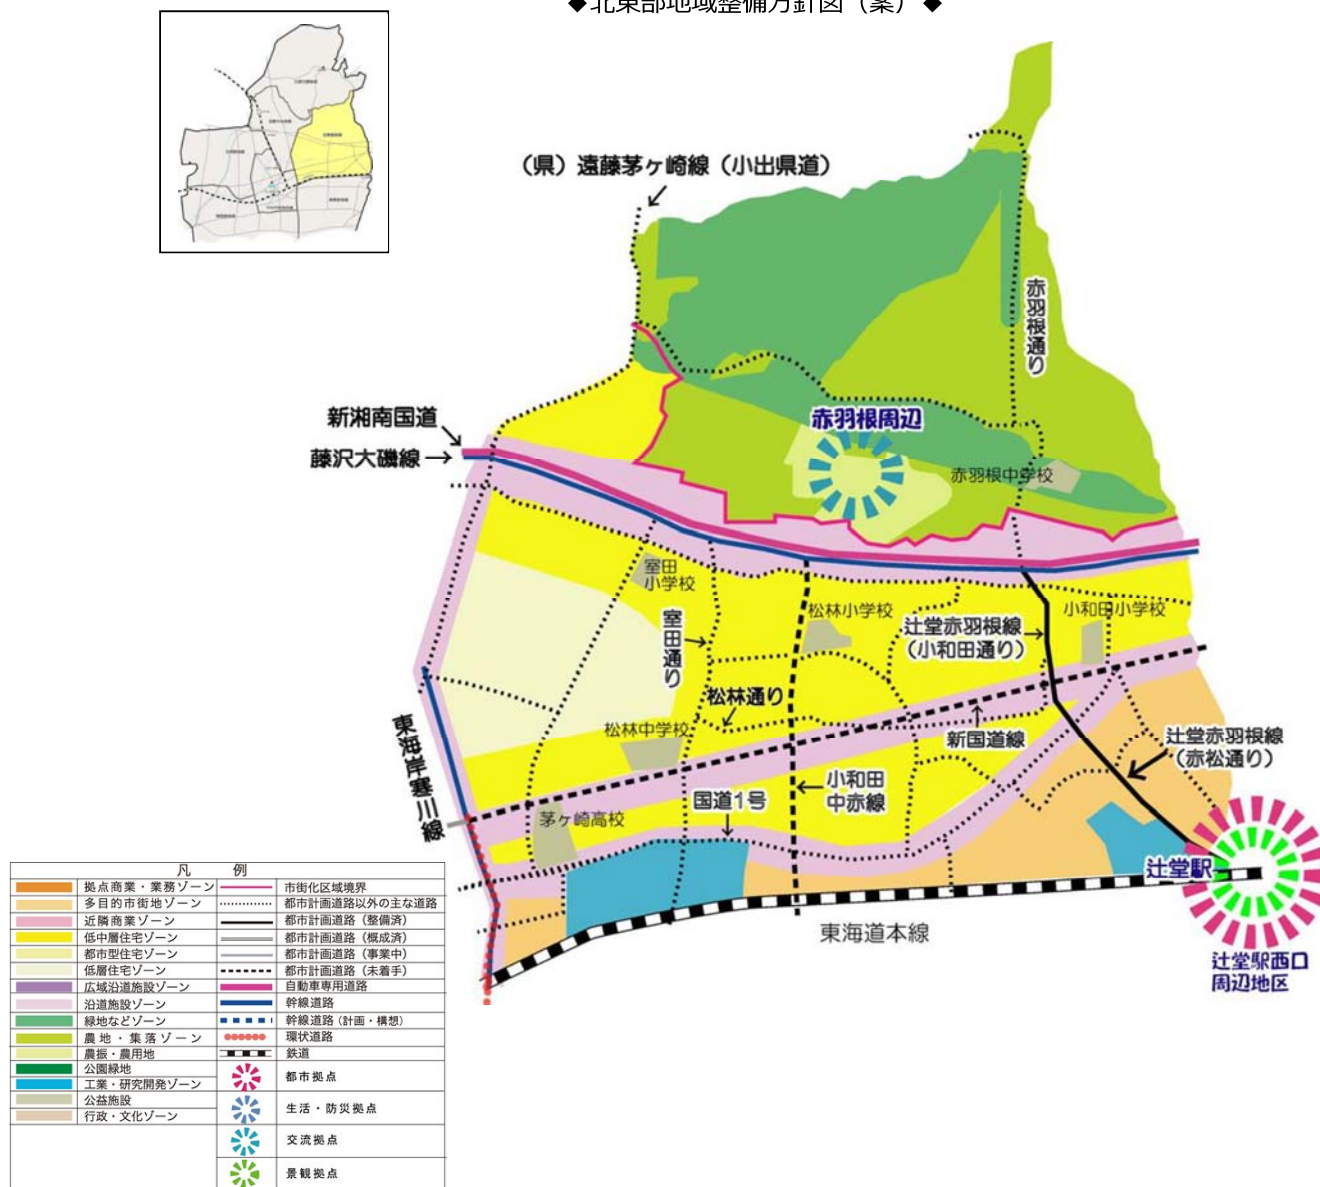 ◆北東部地域整備方針図（案）◆
（県）遠藤茅ヶ崎線（小出県道）
赤羽根通り
新湘南国道
藤沢大磯線
赤羽根周辺
赤羽根中学校
室田
小学校
松林小学校
小和田小学校
室田通り
辻堂赤羽根線
（小和田通り）
松林通り
松林中学校
新国道線
辻堂赤羽根線
（赤松通り）
東海岸寒川線
小和田
中赤線
国道1号
茅ヶ崎高校
辻堂駅
東海道本線
辻堂駅西口
周辺地区
凡　例
拠点商業・業務ゾーン
市街化区域境界
多目的市街地ゾーン
都市計画道路以外の主な道路
近隣商業ゾーン
都市計画道路（整備済）
低中層住宅ゾーン
都市計画道路（概成済）
都市型住宅ゾーン
都市計画道路（事業中）
低層住宅ゾーン
都市計画道路（未着手）
広域沿道施設ゾーン
自動車専用道路
沿道施設ゾーン
幹線道路
緑地などゾーン
幹線道路（計画・構想）
農地・集落ゾーン
環状道路
農振・農用地
鉄道
公園緑地
都市拠点
工業・研究開発ゾーン
公益施設
生活・防災拠点
行政・文化ゾーン
交流拠点
景観拠点